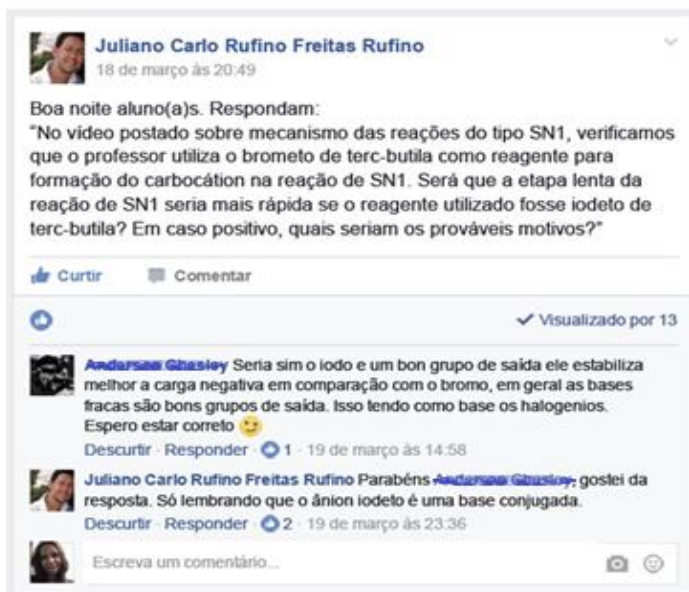 Juliano Carlo Rufino Freitas Rufino
18 de março às 20:49
Boa noite aluno(a)s. Respondam:
“No vídeo postado sobre mecanismo das reações do tipo SN1, verificamos
que o professor utiliza o brometo de terc-butila como reagente para
formação do carbocátion na reação de SN1. Será que a etapa lenta da
reação de SN1 seria mais rápida se o reagente utilizado fosse iodeto de
terc-butila? Em caso positivo, quais seriam os prováveis motivos?”
Curtir Comentar
Visualizado por 13
Seria sim o iodo e um bon grupo de saída ele estabiliza
melhor a carga negativa em comparação com o bromo, em geral as bases
fracas são bons grupos de saída. Isso tendo como base os halogenios.
Espero estar correto
Descurtir · Responder · 1 · 19 de março às 14:58
Juliano Carlo Rufino Freitas Rufino Parabéns gostei da
resposta. Só lembrando que o ânion iodeto é uma base conjugada.
Descurtir · Responder · 2 · 19 de março às 23:36
Escreva um comentário...